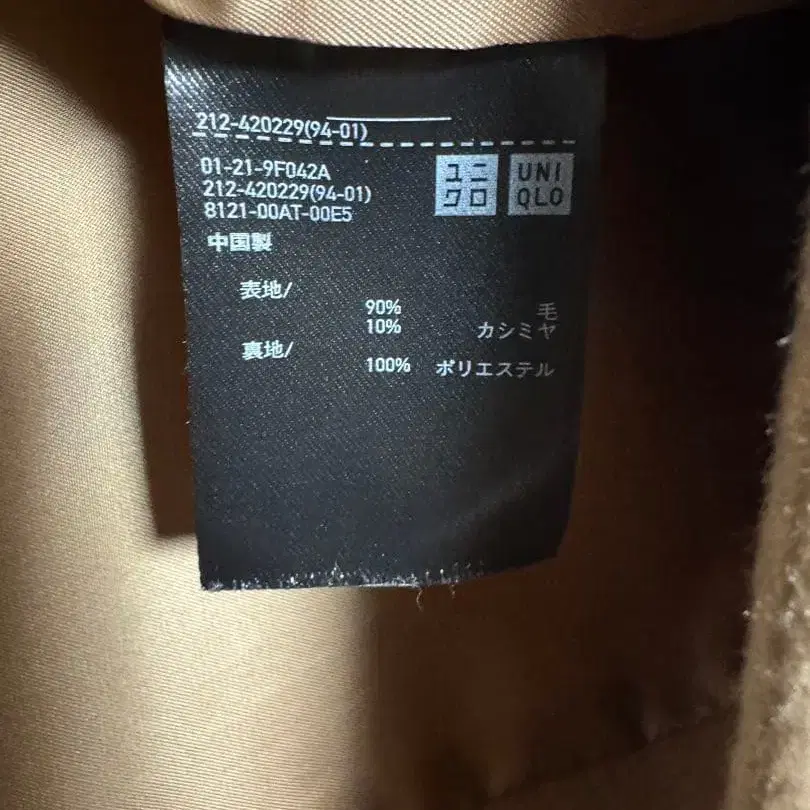 212-420229(94-01)
01-21-9F042A
212-420229(94-01)
8121-00AT-00E5
ユニ
クロ
UNI
QLO
中国製
表地/
90% 毛
10% カシミヤ
裏地/
100% ポリエステル